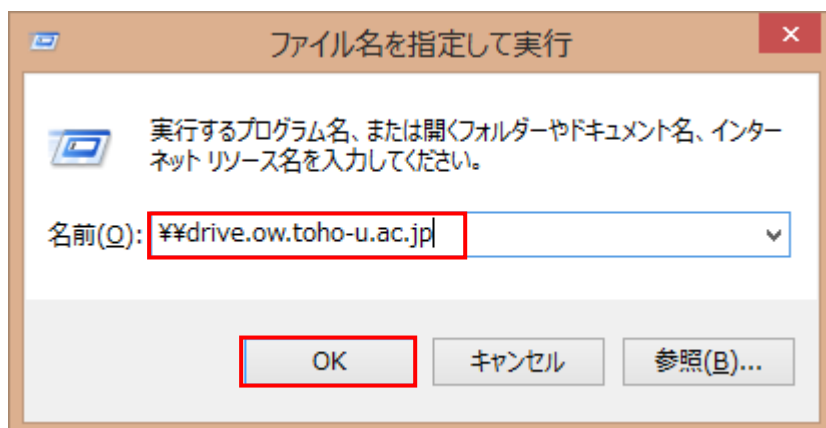 ファイル名を指定して実行
実行するプログラム名、または開くフォルダーやドキュメント名、インター
ネット リソース名を入力してください。
名前(O): ¥¥drive.ow.toho-u.ac.jp
OK キャンセル 参照(B)...